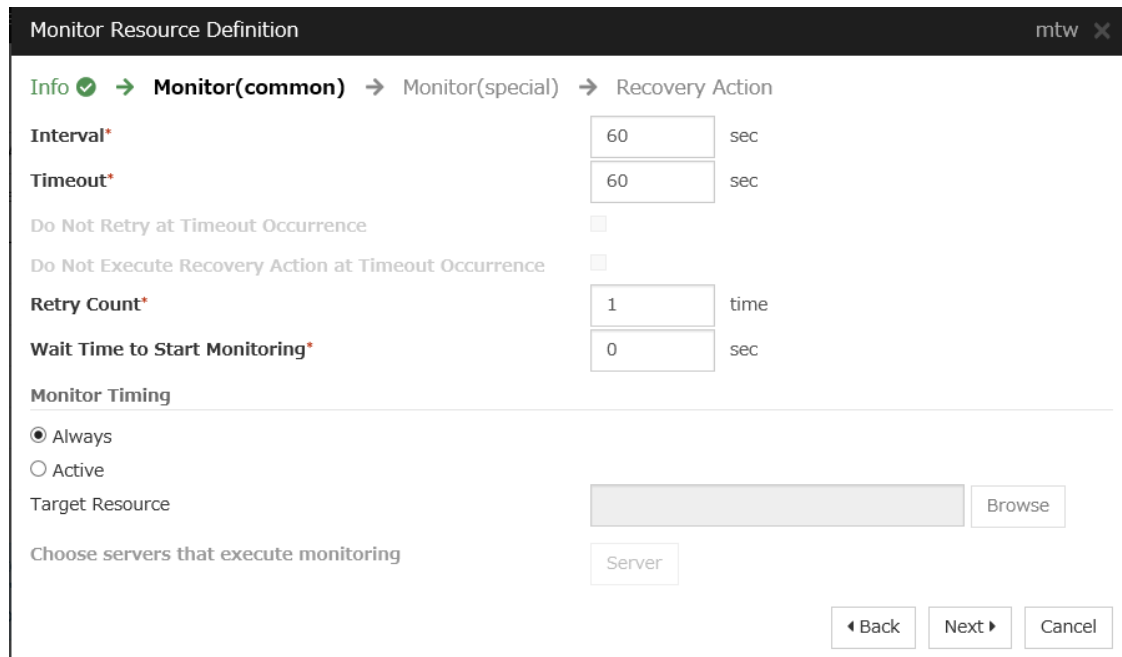 Monitor Resource Definition mtw
Info → Monitor(common) → Monitor(special) → Recovery Action
Interval* 60 sec
Timeout* 60 sec
Do Not Retry at Timeout Occurrence
Do Not Execute Recovery Action at Timeout Occurrence
Retry Count* 1 time
Wait Time to Start Monitoring* 0 sec
Monitor Timing
Always
Active
Target Resource Browse
Choose servers that execute monitoring Server
Back Next Cancel